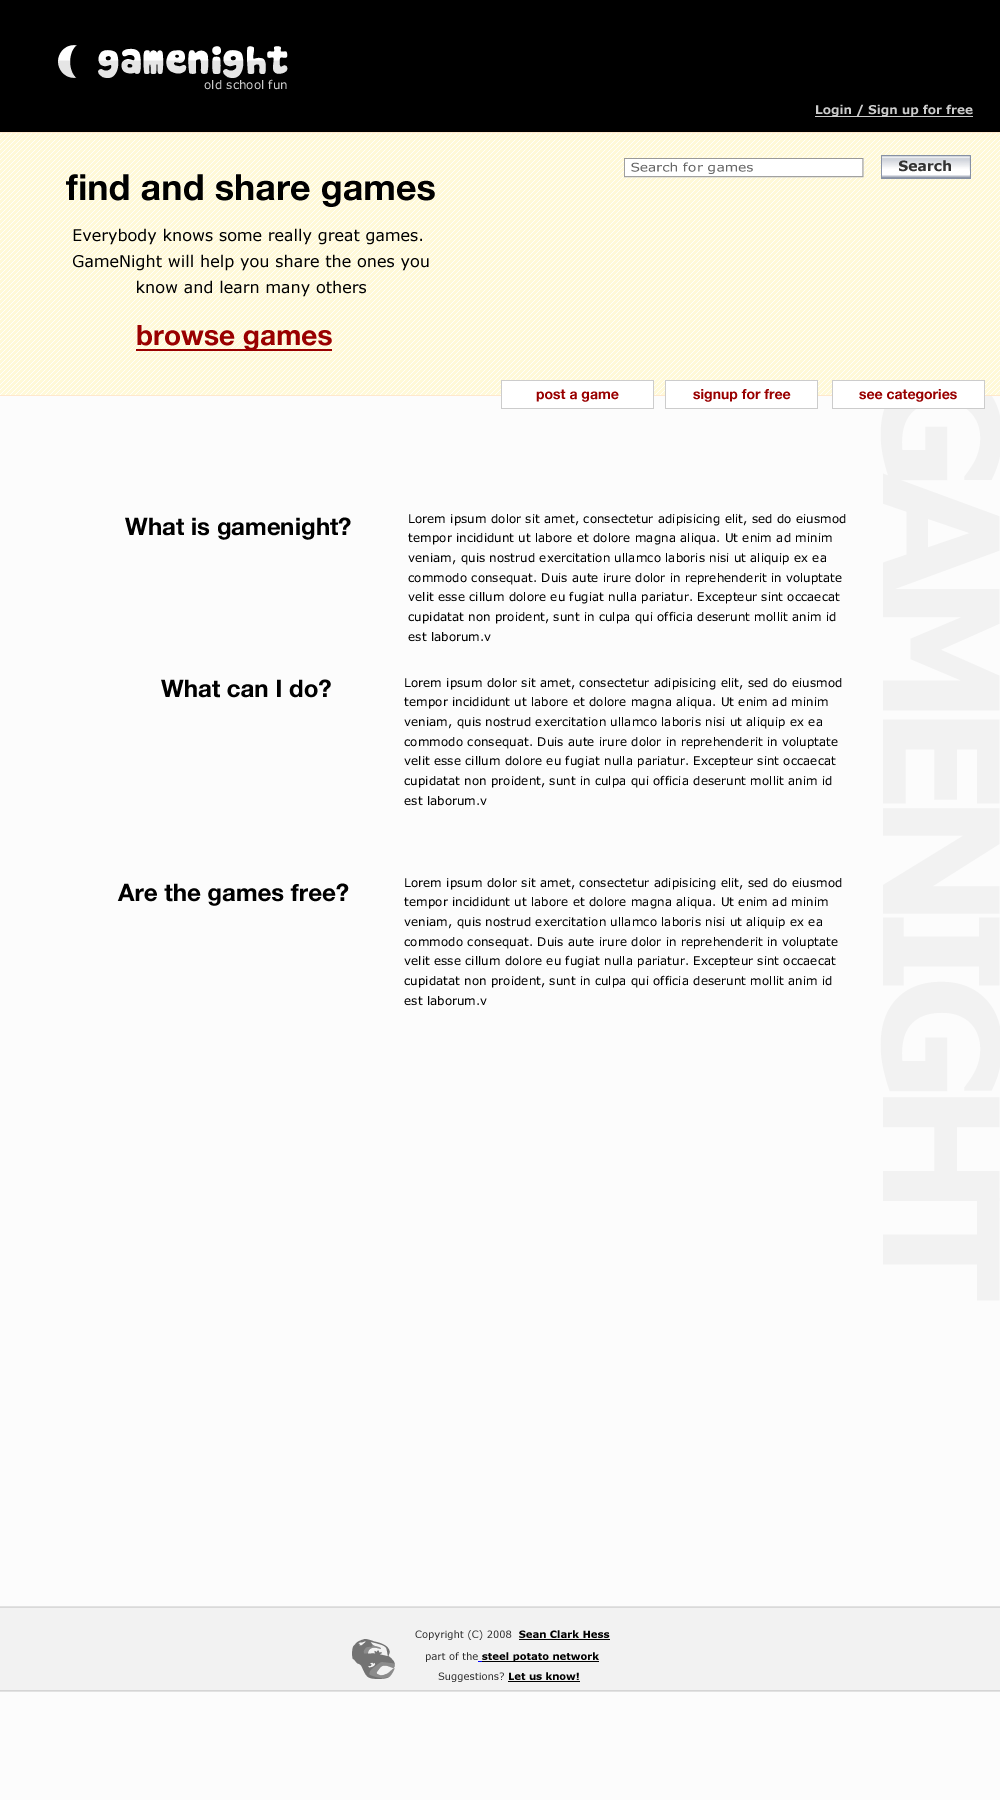 gamenight
old school fun
Login / Sign up for free
Search for games
Search
find and share games
Everybody knows some really great games.
GameNight will help you share the ones you
know and learn many others
browse games
post a game
signup for free
see categories
GAMENIGHT
What is gamenight?
Lorem ipsum dolor sit amet, consectetur adipisicing elit, sed do eiusmod
tempor incididunt ut labore et dolore magna aliqua. Ut enim ad minim
veniam, quis nostrud exercitation ullamco laboris nisi ut aliquip ex ea
commodo consequat. Duis aute irure dolor in reprehenderit in voluptate
velit esse cillum dolore eu fugiat nulla pariatur. Excepteur sint occaecat
cupidatat non proident, sunt in culpa qui officia deserunt mollit anim id
est laborum.v
What can I do?
Lorem ipsum dolor sit amet, consectetur adipisicing elit, sed do eiusmod
tempor incididunt ut labore et dolore magna aliqua. Ut enim ad minim
veniam, quis nostrud exercitation ullamco laboris nisi ut aliquip ex ea
commodo consequat. Duis aute irure dolor in reprehenderit in voluptate
velit esse cillum dolore eu fugiat nulla pariatur. Excepteur sint occaecat
cupidatat non proident, sunt in culpa qui officia deserunt mollit anim id
est laborum.v
Are the games free?
Lorem ipsum dolor sit amet, consectetur adipisicing elit, sed do eiusmod
tempor incididunt ut labore et dolore magna aliqua. Ut enim ad minim
veniam, quis nostrud exercitation ullamco laboris nisi ut aliquip ex ea
commodo consequat. Duis aute irure dolor in reprehenderit in voluptate
velit esse cillum dolore eu fugiat nulla pariatur. Excepteur sint occaecat
cupidatat non proident, sunt in culpa qui officia deserunt mollit anim id
est laborum.v
Copyright (C) 2008 Sean Clark Hess
part of the steel potato network
Suggestions? Let us know!